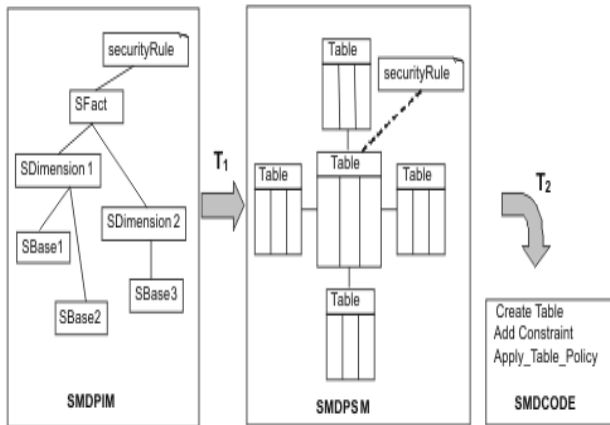 securityRule
SFact
SDimension 1
SDimension 2
SBase1
SBase2
SBase3
SMDPIM
T1
Table
securityRule
Table
Table
Table
Table
SMDPSM
T2
Create Table
Add Constraint
Apply_Table_Policy
SMDCODE